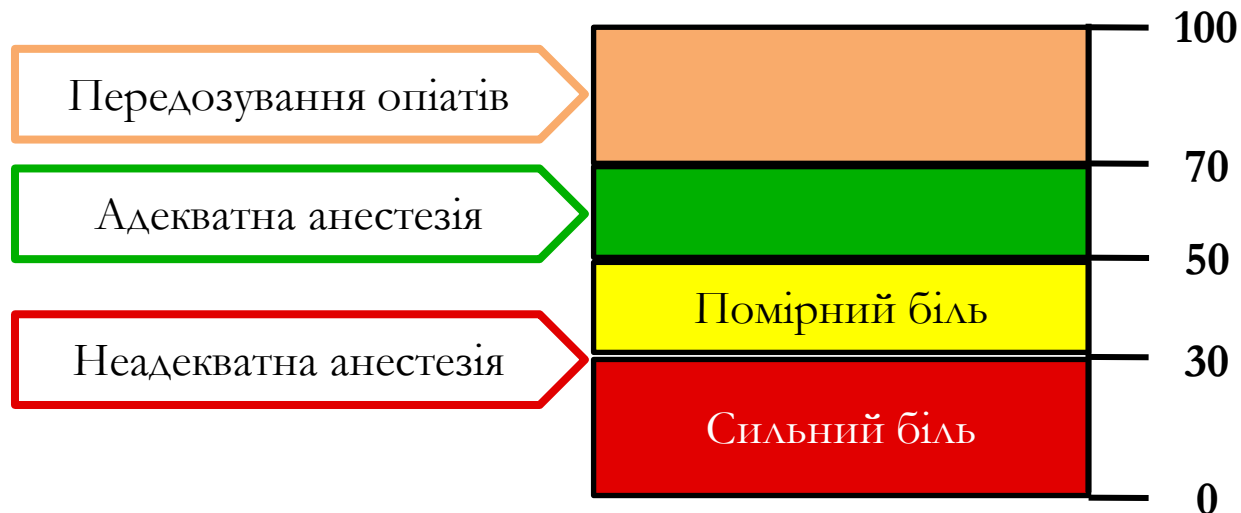 100
Передозування опіатів
70
Адекватна анестезія
50
Помірний біль
Неадекватна анестезія
30
Сильний біль
0